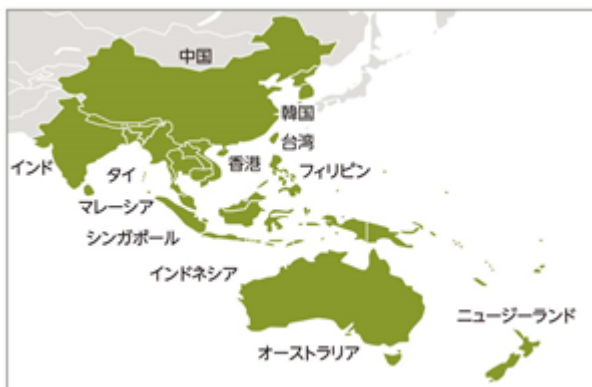 中国
韓国
台湾
香港
フィリピン
インド
タイ
マレーシア
シンガポール
インドネシア
オーストラリア
ニュージーランド